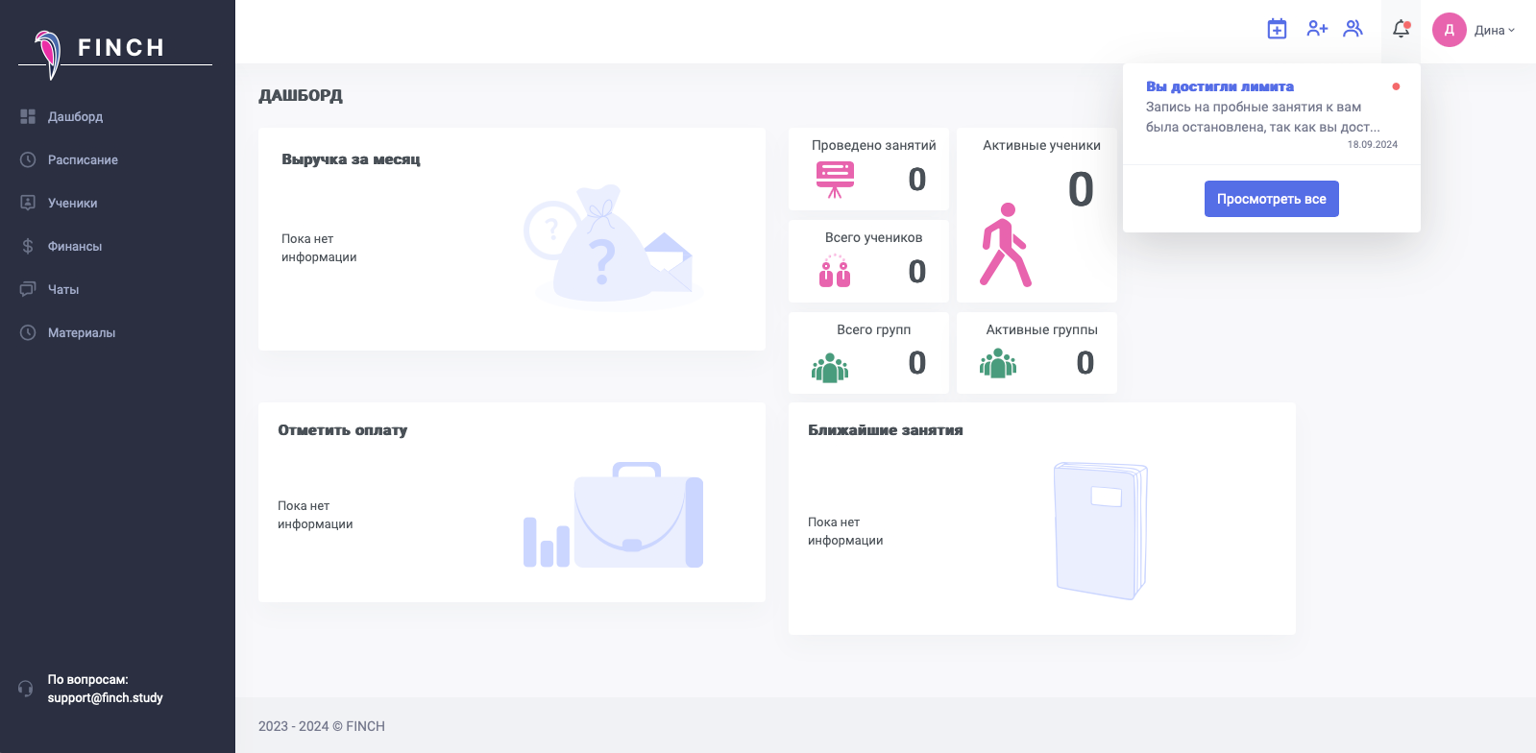 FINCH
Дашборд
Расписание
Ученики
Финансы
Чаты
Материалы
По вопросам:
support@finch.study
Д
Дина
Вы достигли лимита
Запись на пробные занятия к вам
была остановлена, так как вы дост...
18.09.2024
Просмотреть все
ДАШБОРД
Выручка за месяц
Пока нет
информации
?
?
Проведено занятий
0
Активные ученики
0
Всего учеников
0
Всего групп
0
Активные группы
0
Отметить оплату
Пока нет
информации
Ближайшие занятия
Пока нет
информации
2023 - 2024 © FINCH